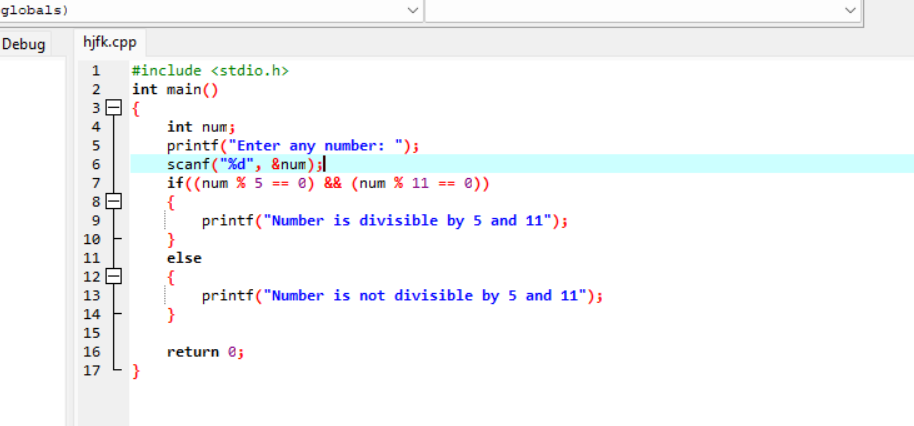 globals)
Debug
hjfk.cpp
1 #include <stdio.h>
2 int main()
3 {
4 int num;
5 printf("Enter any number: ");
6 scanf("%d", &num);
7 if((num % 5 == 0) && (num % 11 == 0))
8 {
9 printf("Number is divisible by 5 and 11");
10 }
11 else
12 {
13 printf("Number is not divisible by 5 and 11");
14 }
15
16 return 0;
17 }